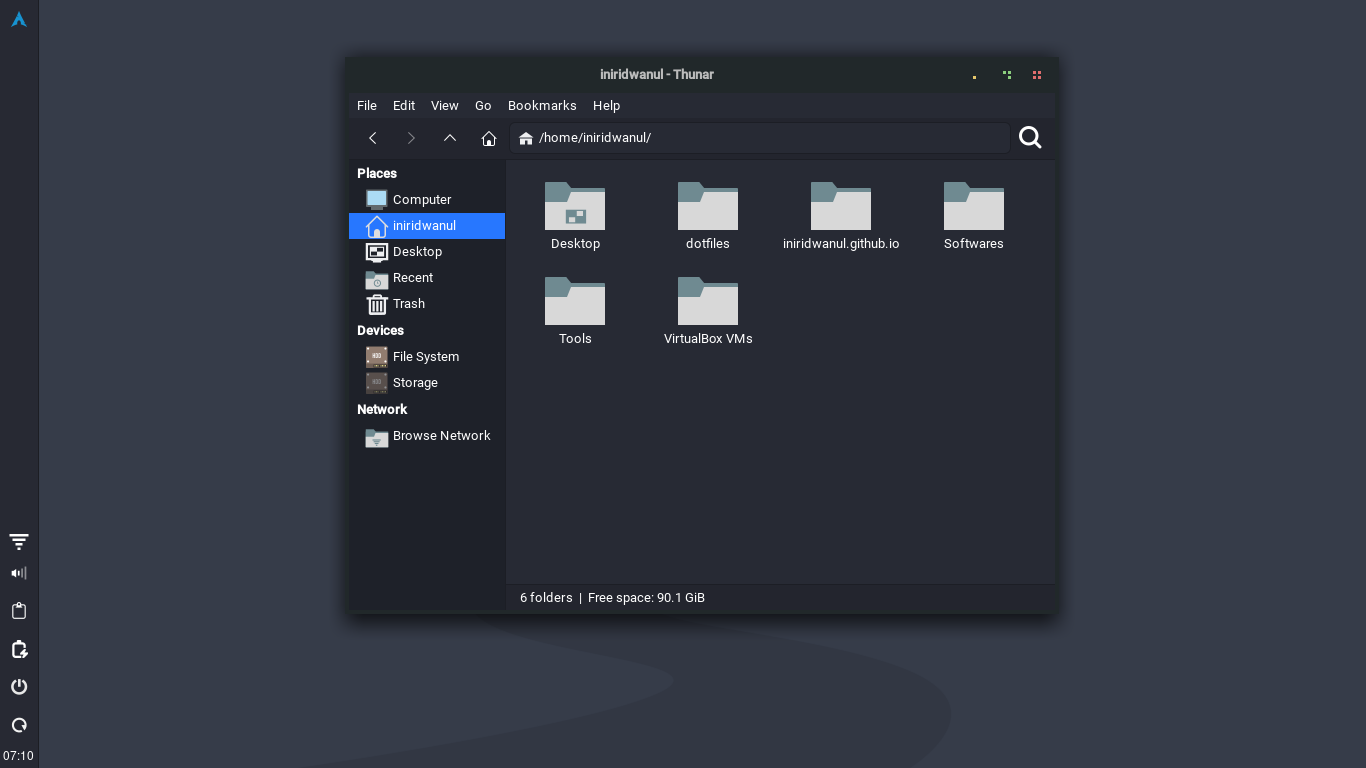 iniridwanul - Thunar
File Edit View Go Bookmarks Help
/home/iniridwanul/
Places
Computer
iniridwanul
Desktop
Recent
Trash
Devices
File System
Storage
Network
Browse Network
Desktop dotfiles iniridwanul.github.io Softwares
Tools VirtualBox VMs
6 folders | Free space: 90.1 GiB
07:10